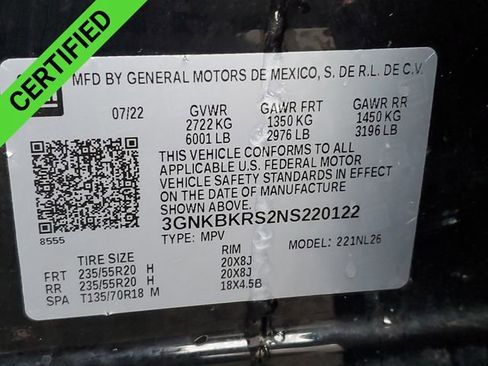 CERTIFIED
MFD BY GENERAL MOTORS DE MEXICO, S. DE R.L. DE C.V.
07/22 GVWR GAWR FRT GAWR RR
2722 KG 1350 KG 1450 KG
6001 LB 2976 LB 3196 LB
THIS VEHICLE CONFORMS TO ALL
APPLICABLE U.S. FEDERAL MOTOR
VEHICLE SAFETY STANDARDS IN EFFECT
ON THE DATE OF MANUFACTURE
SHOWN ABOVE.
3GNKBKRS2NS220122
8555 TYPE: MPV MODEL: 221NL26
TIRE SIZE RIM
FRT 235/55R20 H 20X8J
RR 235/55R20 H 20X8J
SPA T135/70R18 M 18X4.5B